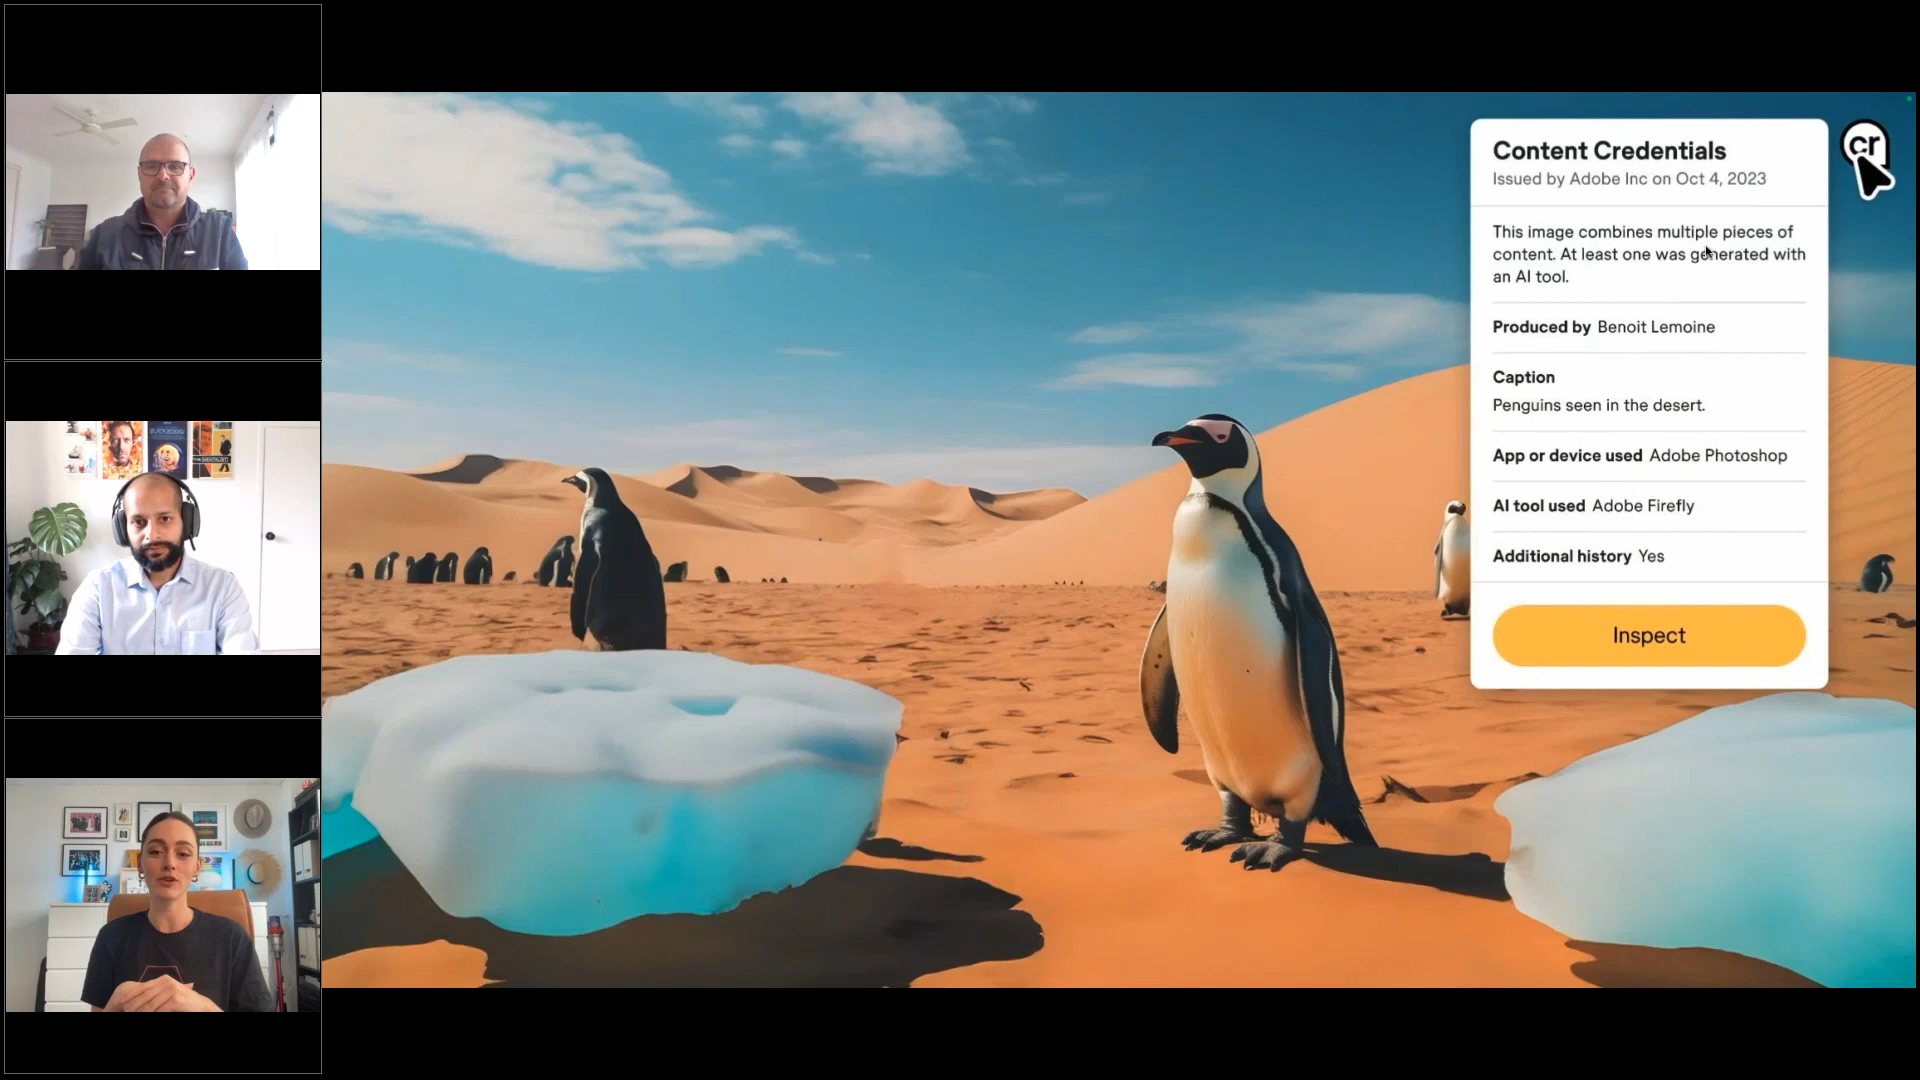 THE MENTALIST
Content Credentials
Issued by Adobe Inc on Oct 4, 2023
This image combines multiple pieces of
content. At least one was generated with
an AI tool.
Produced by Benoit Lemoine
Caption
Penguins seen in the desert.
App or device used Adobe Photoshop
AI tool used Adobe Firefly
Additional history Yes
Inspect
cr